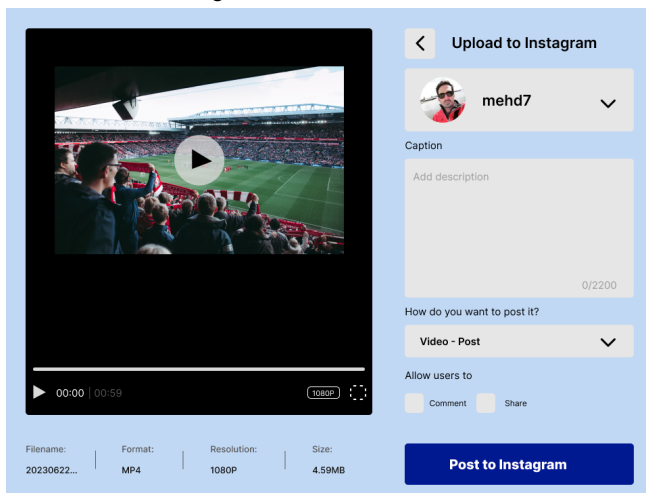 Upload to Instagram
mehd7
Caption
Add description
0/2200
How do you want to post it?
Video - Post
Allow users to
Comment Share
Post to Instagram
00:00 | 00:59 1080P
Filename: Format: Resolution: Size:
20230622... MP4 1080P 4.59MB